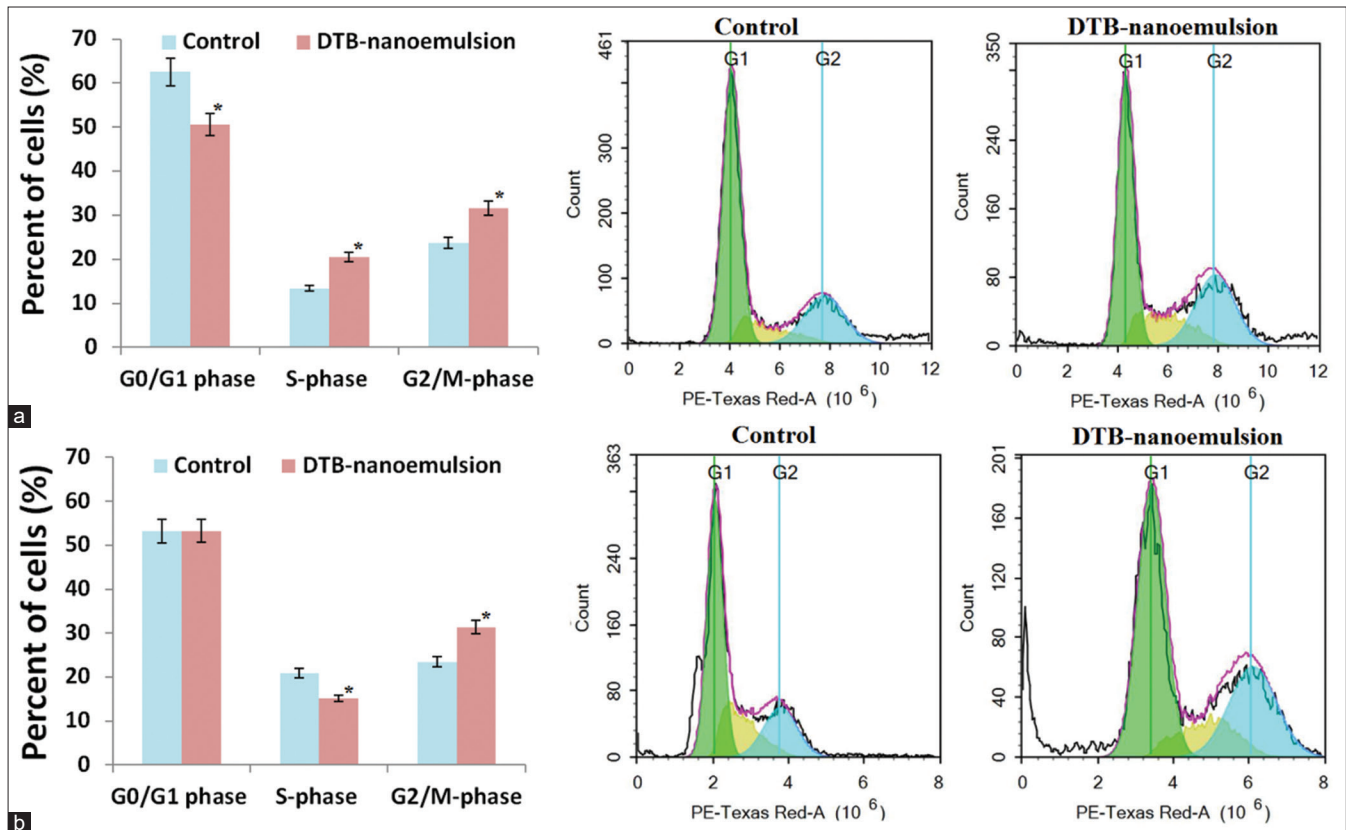 Control DTB-nanoemulsion
Percent of cells (%)
70
60
50
40
30
20
10
0
*
*
*
G0/G1 phase S-phase G2/M-phase
a
Control
461
300
200
100
0
Count
G1 G2
0 2 4 6 8 10 12
PE-Texas Red-A (10 6)
DTB-nanoemulsion
350
240
160
80
0
Count
G1 G2
0 2 4 6 8 10 12
PE-Texas Red-A (10 6)
Control DTB-nanoemulsion
Percent of cells (%)
70
60
50
40
30
20
10
0
*
*
G0/G1 phase S-phase G2/M-phase
b
Control
363
240
160
80
0
Count
G1 G2
0 2 4 6 8
PE-Texas Red-A (10 6)
DTB-nanoemulsion
201
160
120
80
40
0
Count
G1 G2
0 2 4 6 8
PE-Texas Red-A (10 6)